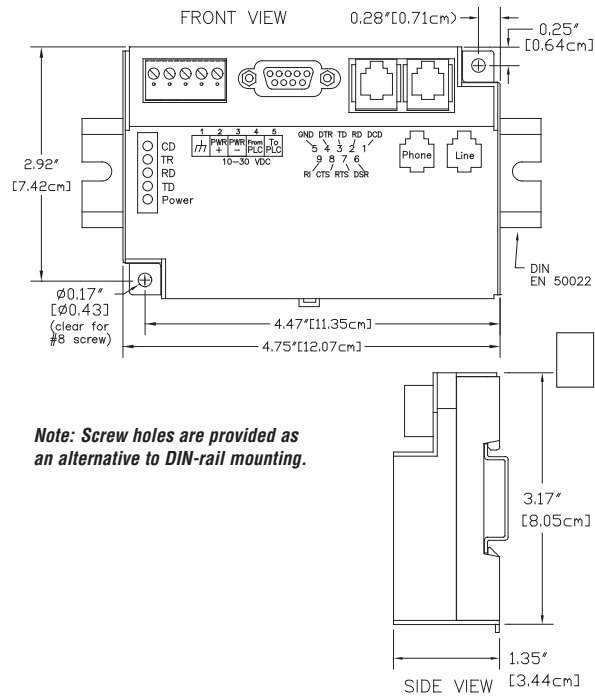 FRONT VIEW
0.28"[0.71cm)
0.25"
[0.64cm]
2.92"
[7.42cm]
CD
TR
RD
TD
Power
1 2 3 4 5
PWR + PWR - From PLC To PLC
10-30 VDC
GND DTR TD RD DCD
5 4 3 2 1
9 8 7 6
RI CTS RTS DSR
Phone
Line
DIN
EN 50022
Ø0.17"
[Ø0.43]
(clear for
#8 screw)
4.47"[11.35cm]
4.75"[12.07cm]
Note: Screw holes are provided as
an alternative to DIN-rail mounting.
3.17"
[8.05cm]
1.35"
[3.44cm]
SIDE VIEW